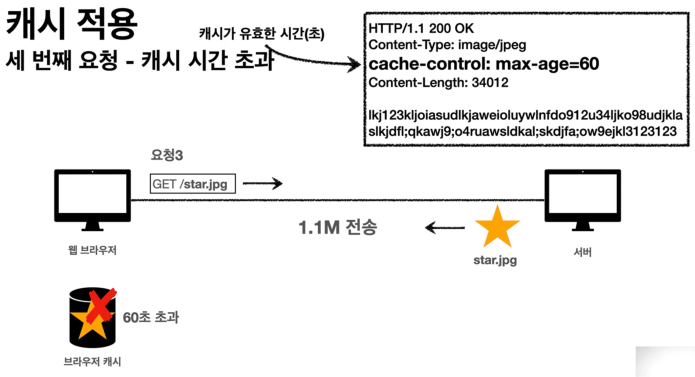 캐시 적용
세 번째 요청 - 캐시 시간 초과
캐시가 유효한 시간(초)
HTTP/1.1 200 OK
Content-Type: image/jpeg
cache-control: max-age=60
Content-Length: 34012
lkj123kljoiasudlkjaweioluywlnfdo912u34ljko98udjkla
slkjdfl;qkawj9;o4ruawsldkal;skdjfa;ow9ejkl3123123
요청3
GET /star.jpg
1.1M 전송
star.jpg
웹 브라우저
서버
60초 초과
브라우저 캐시